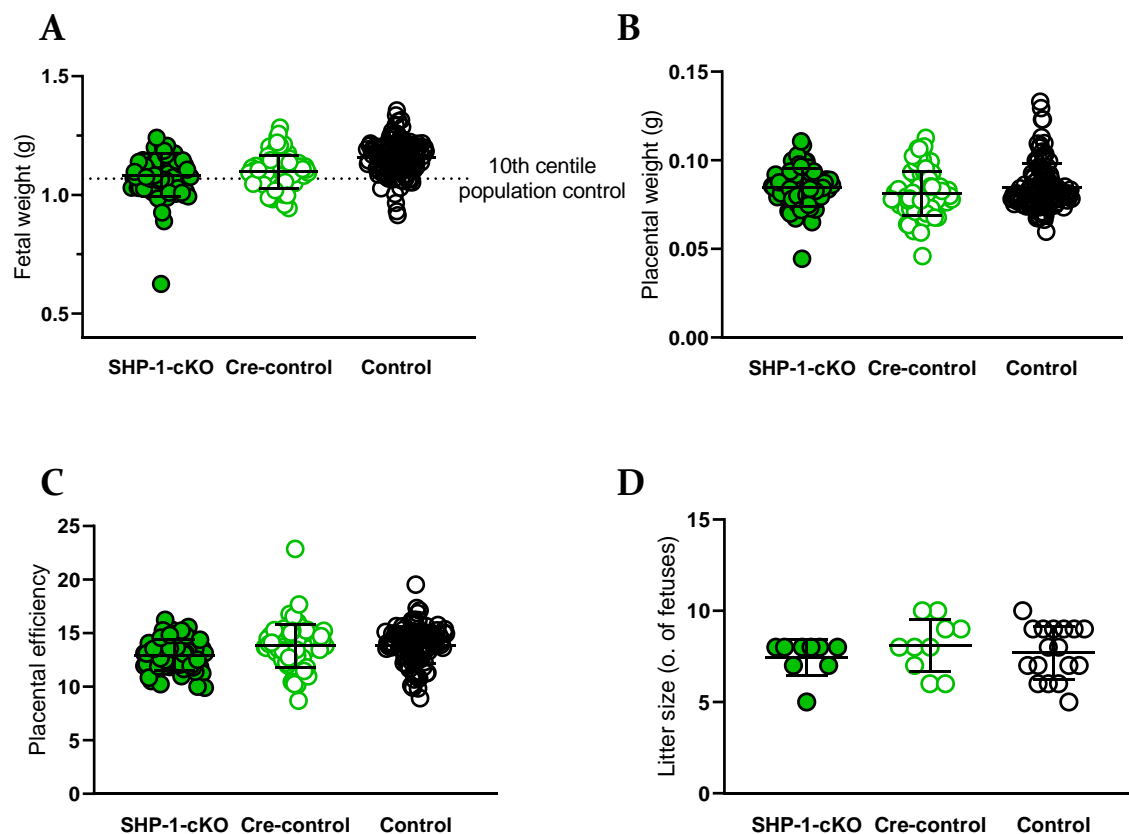 A
Fetal weight (g)
1.5
1.0
0.5
10th centile
population control
SHP-1-cKO Cre-control Control
B
Placental weight (g)
0.15
0.10
0.05
0.00
SHP-1-cKO Cre-control Control
C
Placental efficiency
25
20
15
10
5
0
SHP-1-cKO Cre-control Control
D
Litter size (o. of fetuses)
15
10
5
0
SHP-1-cKO Cre-control Control